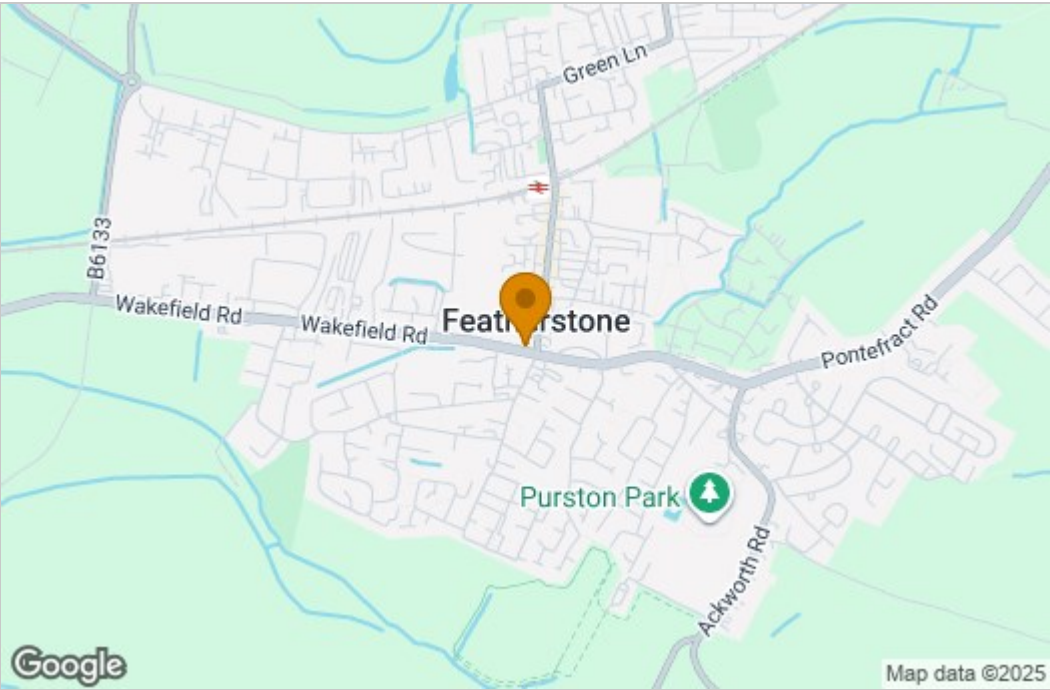 Green Ln
B6133
Wakefield Rd
Wakefield Rd
Featherstone
Pontefract Rd
Purston Park
Ackworth Rd
Google
Map data ©2025